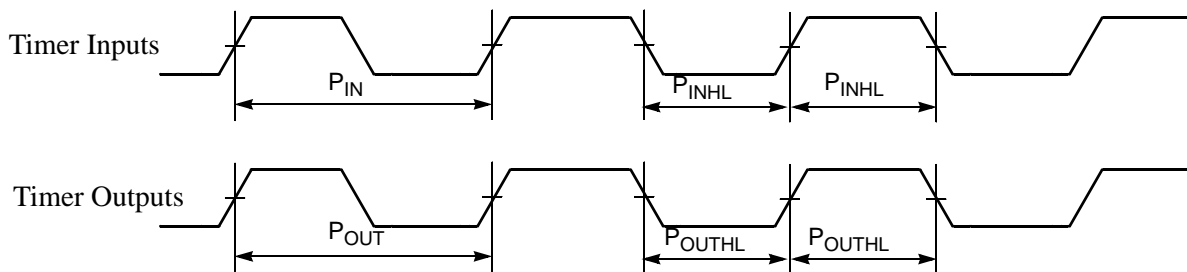 Timer Inputs
PIN
PINHL
PINHL
Timer Outputs
POUT
POUTHL
POUTHL